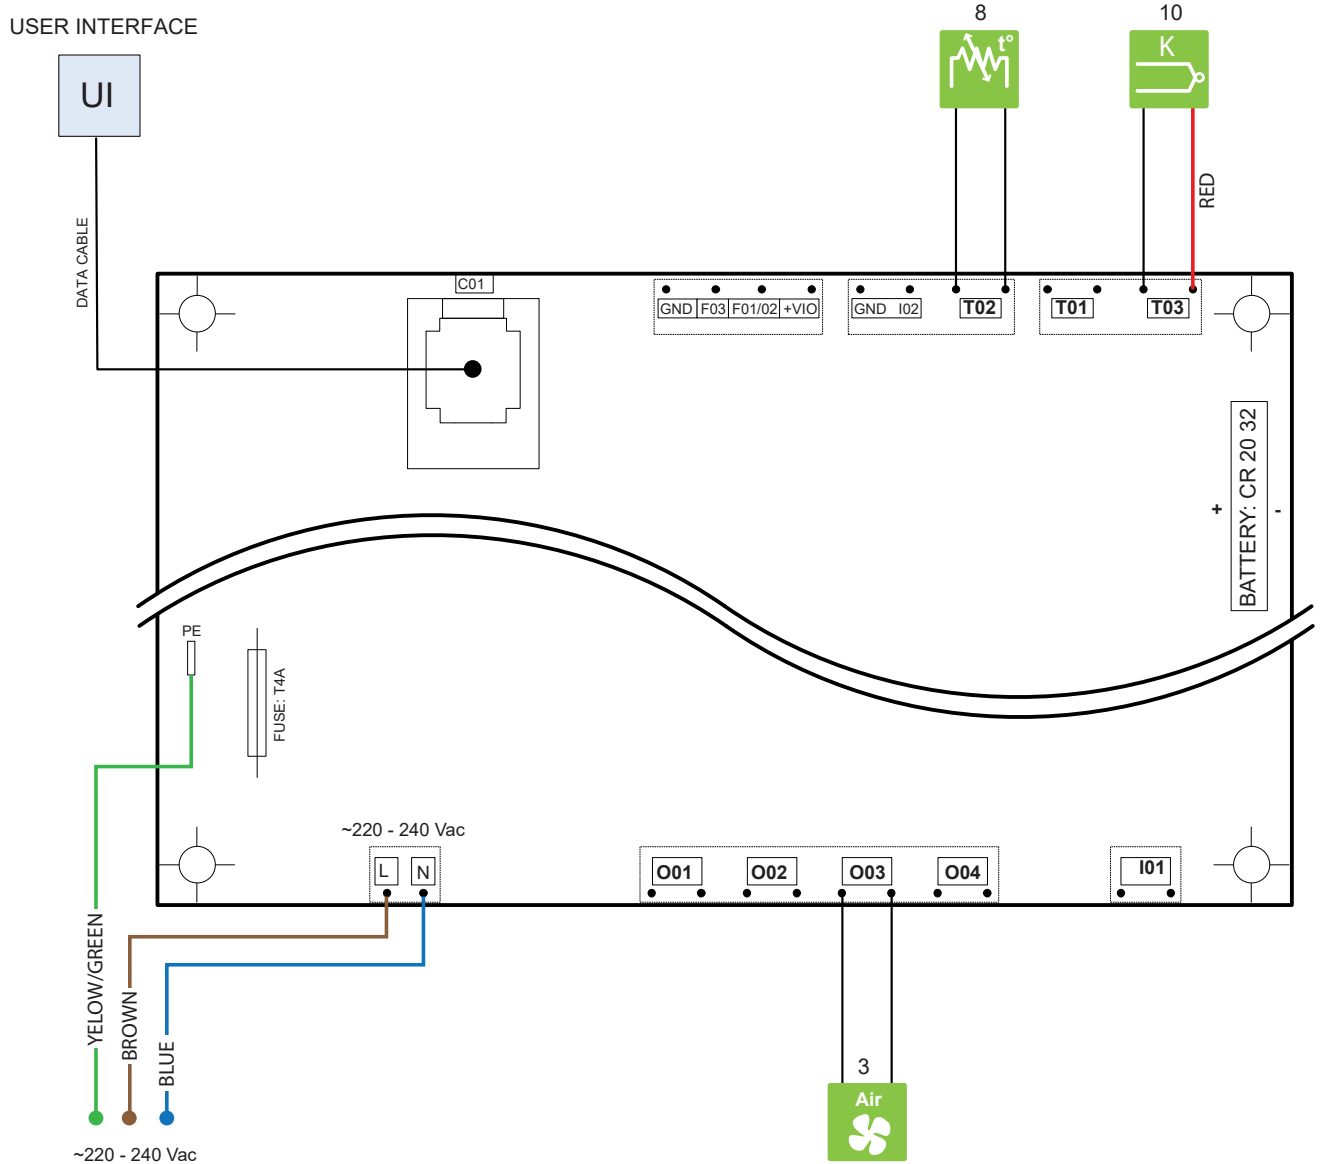 8
10
USER INTERFACE
t°
K
UI
RED
DATA CABLE
C01
GND F03 F01/02 +VIO
GND I02 T02
T01 T03
BATTERY: CR 20 32
+
-
PE
FUSE: T4A
~220 - 240 Vac
L N
O01 O02 O03 O04
I01
YELOW/GREEN
BROWN
BLUE
3
Air
~220 - 240 Vac